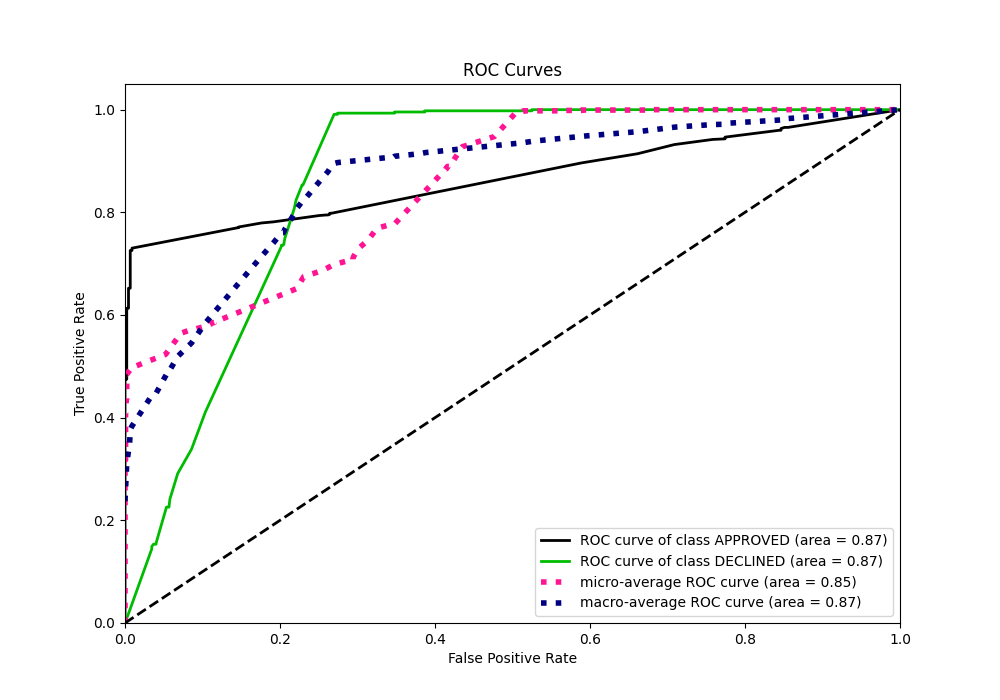 ROC Curves
1.0
0.8
0.6
0.4
0.2
0.0
True Positive Rate
0.0 0.2 0.4 0.6 0.8 1.0
False Positive Rate
ROC curve of class APPROVED (area = 0.87)
ROC curve of class DECLINED (area = 0.87)
micro-average ROC curve (area = 0.85)
macro-average ROC curve (area = 0.87)